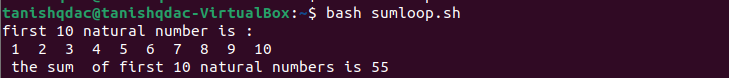 tanishqdac@tanishqdac-VirtualBox:~$ bash sumloop.sh
first 10 natural number is :
 1  2  3  4  5  6  7  8  9  10
 the sum  of first 10 natural numbers is 55